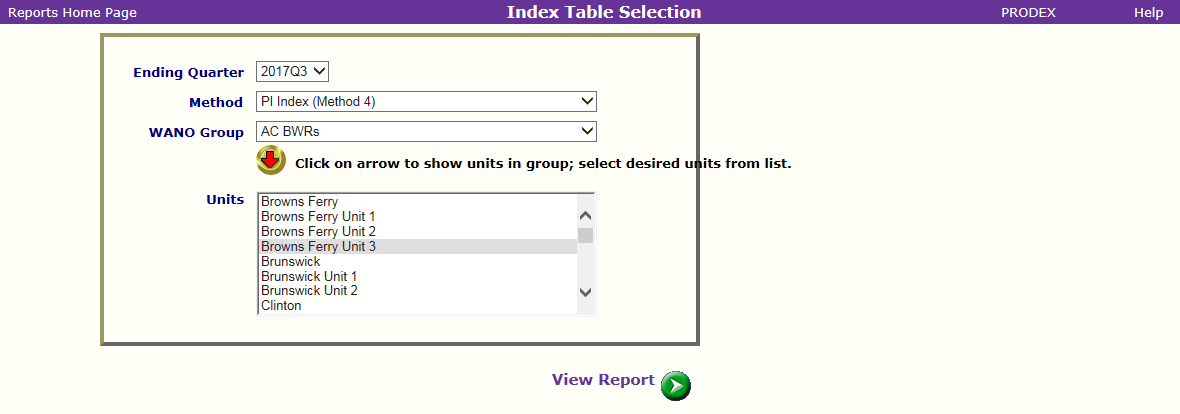 Reports Home Page Index Table Selection PRODEX Help
Ending Quarter 2017Q3
Method PI Index (Method 4)
WANO Group AC BWRs
Click on arrow to show units in group; select desired units from list.
Units
Browns Ferry
Browns Ferry Unit 1
Browns Ferry Unit 2
Browns Ferry Unit 3
Brunswick
Brunswick Unit 1
Brunswick Unit 2
Clinton
View Report